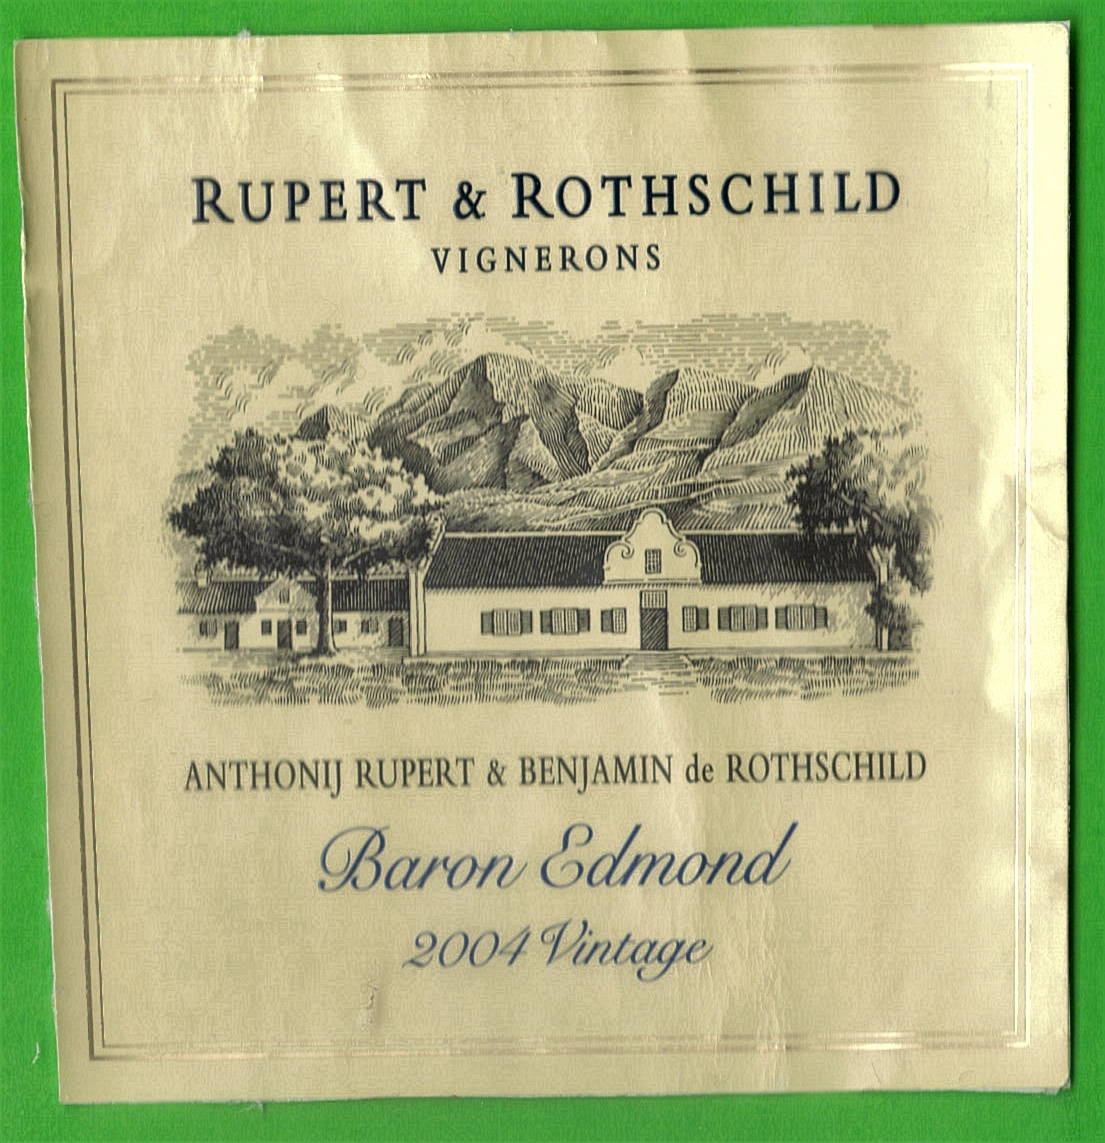 RUPERT & ROTHSCHILD
VIGNERONS
ANTHONIJ RUPERT & BENJAMIN de ROTHSCHILD
Baron Edmond
2004 Vintage